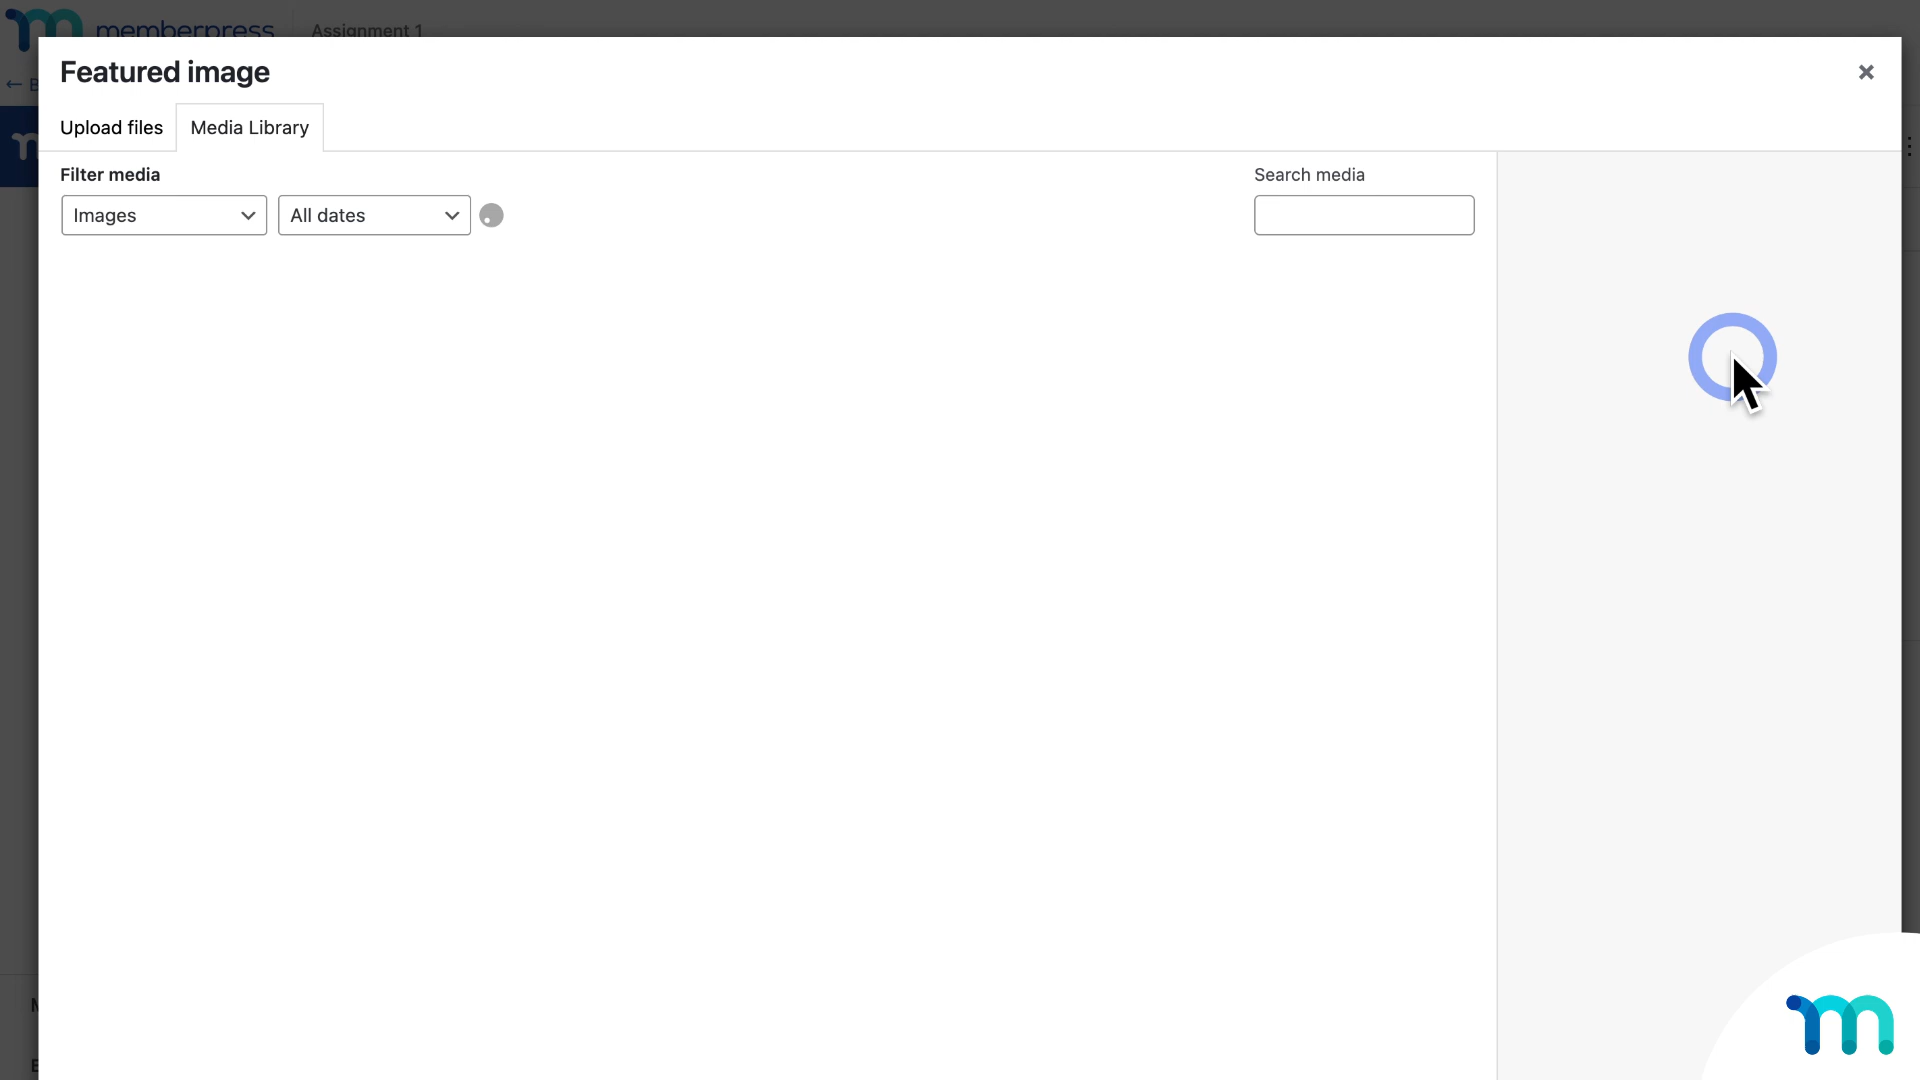 memberpress
Assignment 1
Featured image
Upload files
Media Library
Filter media
Search media
Images
All dates